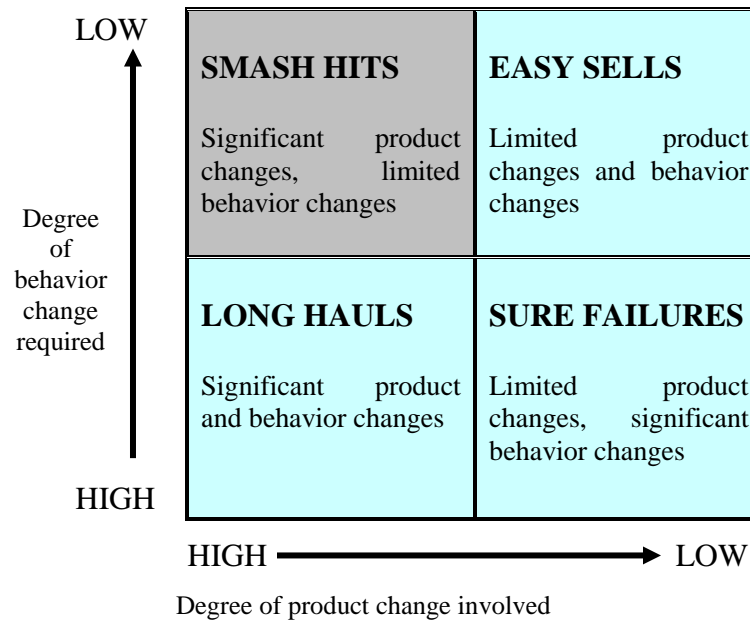 LOW
SMASH HITS
Significant product
changes, limited
behavior changes
EASY SELLS
Limited product
changes and behavior
changes
Degree
of
behavior
change
required
LONG HAULS
Significant product
and behavior changes
SURE FAILURES
Limited product
changes, significant
behavior changes
HIGH
HIGH LOW
Degree of product change involved